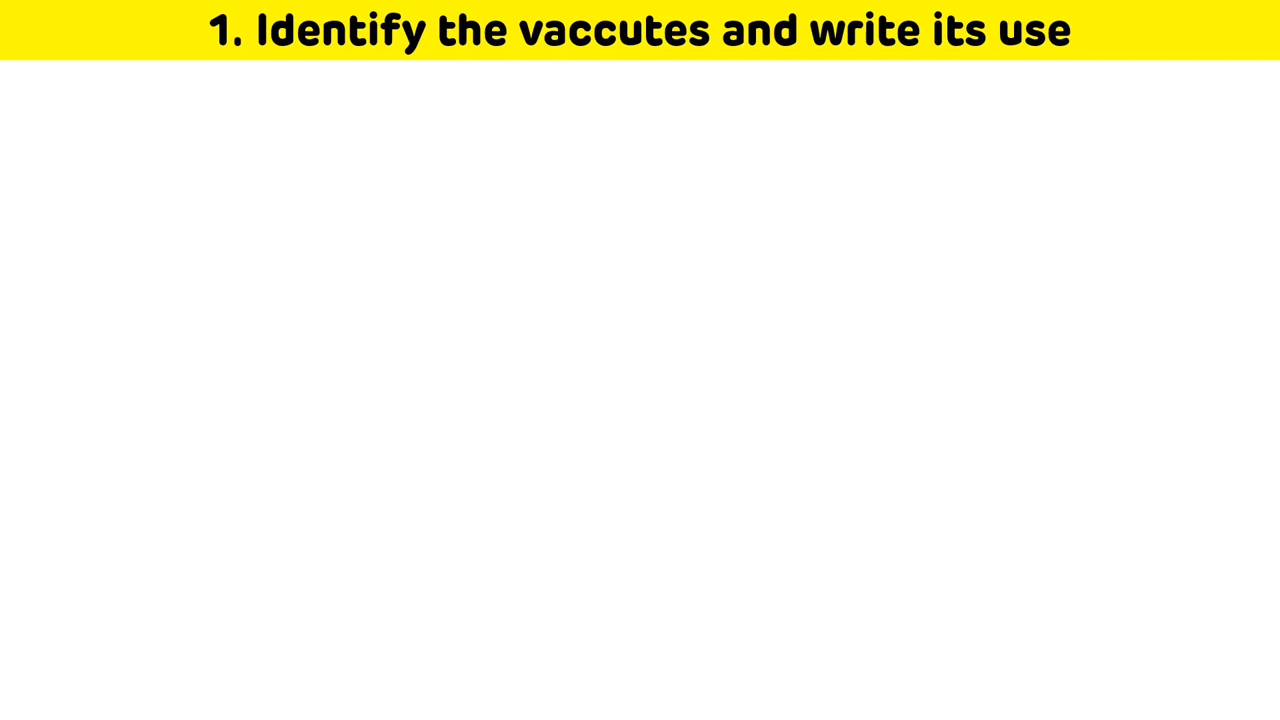 1. Identify the vaccutes and write its use